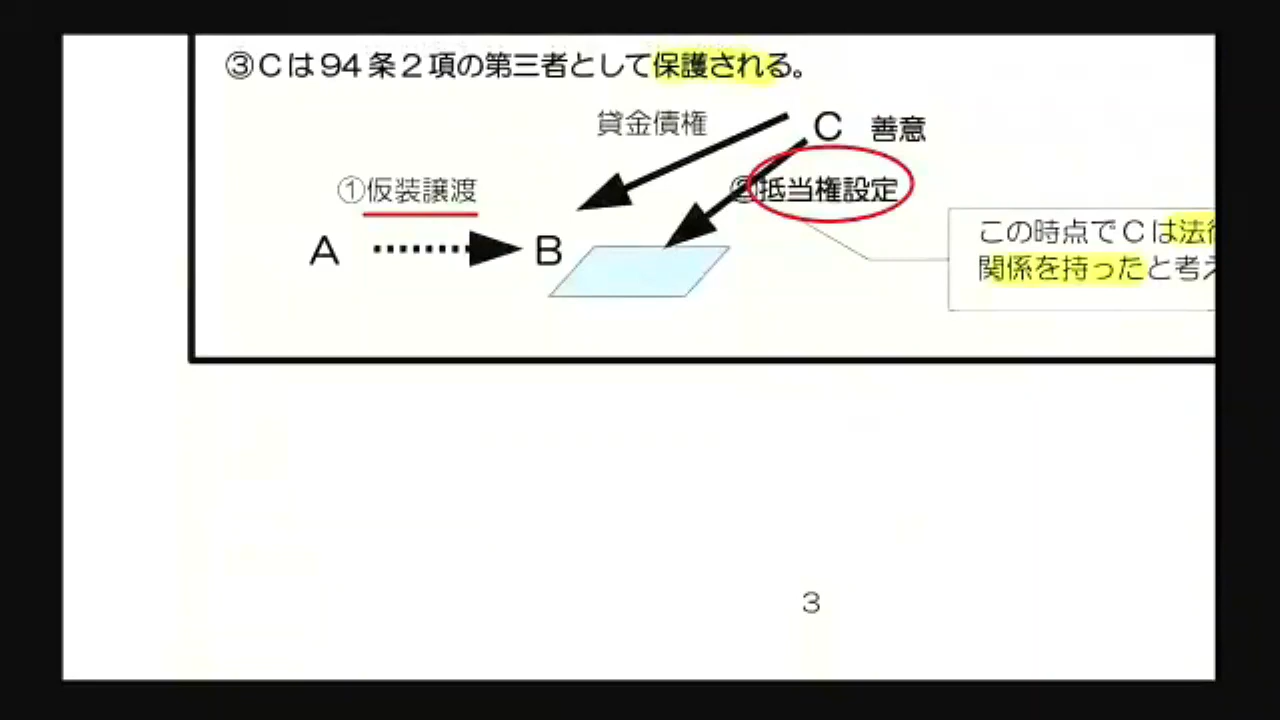 ③Cは94条2項の第三者として保護される。
貸金債権
C 善意
①仮装譲渡
②抵当権設定
A
B
この時点でCは法律
関係を持ったと考え
3